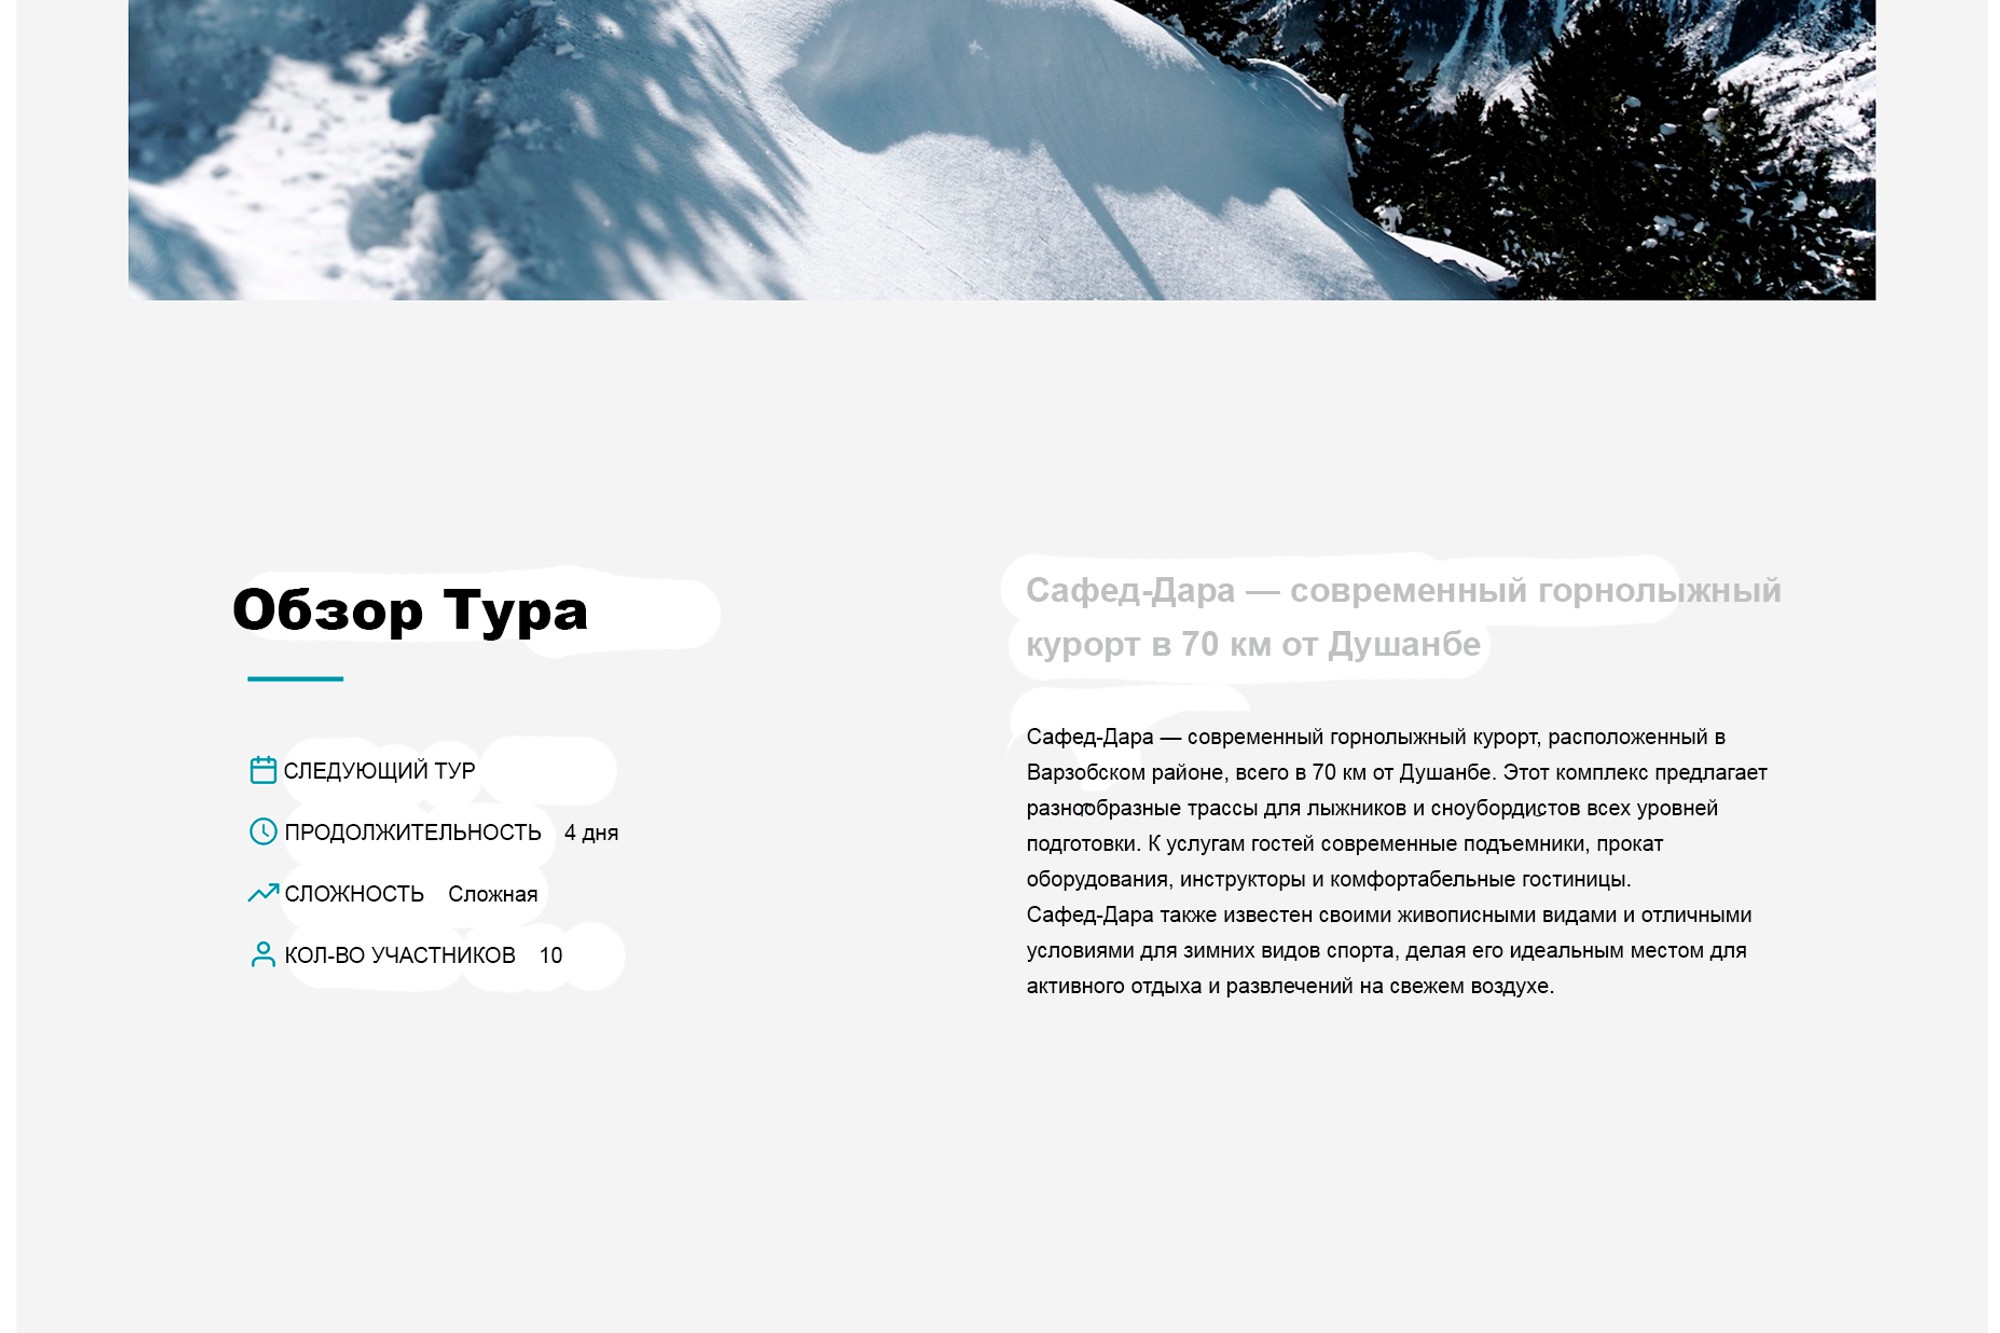 Обзор Тура
СЛЕДУЮЩИЙ ТУР
ПРОДОЛЖИТЕЛЬНОСТЬ 4 дня
СЛОЖНОСТЬ Сложная
КОЛ-ВО УЧАСТНИКОВ 10
Сафед-Дара — современный горнолыжный
курорт в 70 км от Душанбе
Сафед-Дара — современный горнолыжный курорт, расположенный в
Варзобском районе, всего в 70 км от Душанбе. Этот комплекс предлагает
разнообразные трассы для лыжников и сноубордистов всех уровней
подготовки. К услугам гостей современные подъемники, прокат
оборудования, инструкторы и комфортабельные гостиницы.
Сафед-Дара также известен своими живописными видами и отличными
условиями для зимних видов спорта, делая его идеальным местом для
активного отдыха и развлечений на свежем воздухе.